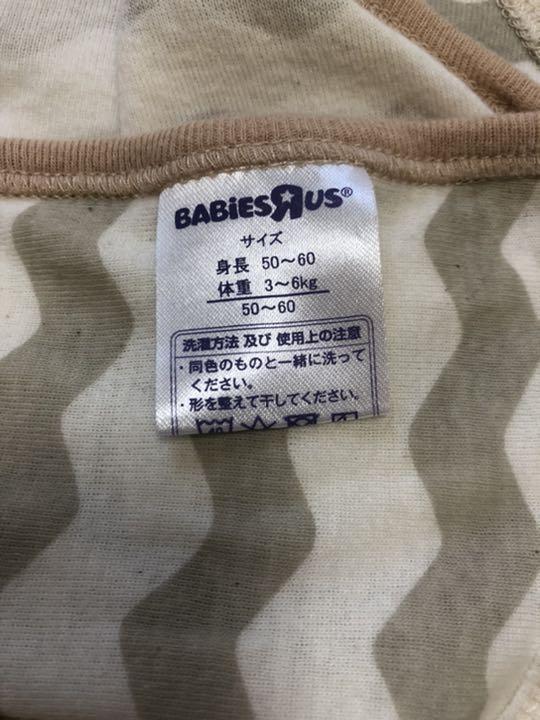 BABIESRUS®
サイズ
身長 50～60
体重 3～6kg
50～60
洗濯方法 及び 使用上の注意
・同色のものと一緒に洗って
ください。
・形を整えて干してください。